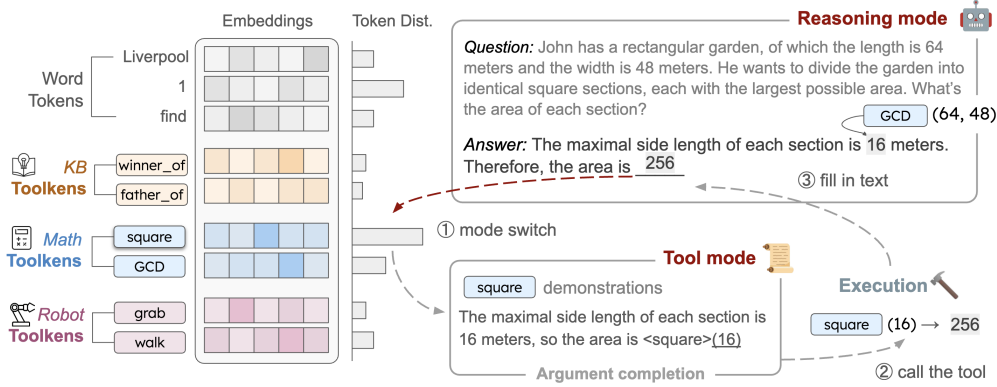 Embeddings
Token Dist.
Word
Tokens
Liverpool
1
find
KB
Toolkens
winner_of
father_of
Math
Toolkens
square
GCD
Robot
Toolkens
grab
walk
Reasoning mode
Question: John has a rectangular garden, of which the length is 64
meters and the width is 48 meters. He wants to divide the garden into
identical square sections, each with the largest possible area. What's
the area of each section?
GCD (64, 48)
Answer: The maximal side length of each section is 16 meters.
Therefore, the area is 256
① mode switch
③ fill in text
Tool mode
square demonstrations
The maximal side length of each section is
16 meters, so the area is <square>(16)
Argument completion
Execution
square (16) → 256
② call the tool